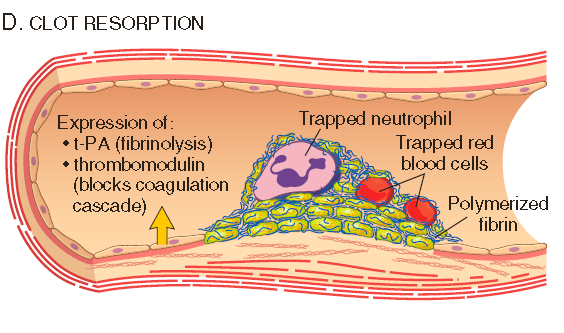 D. CLOT RESORPTION
Expression of:
• t-PA (fibrinolysis)
• thrombomodulin
(blocks coagulation
cascade)
Trapped neutrophil
Trapped red
blood cells
Polymerized
fibrin